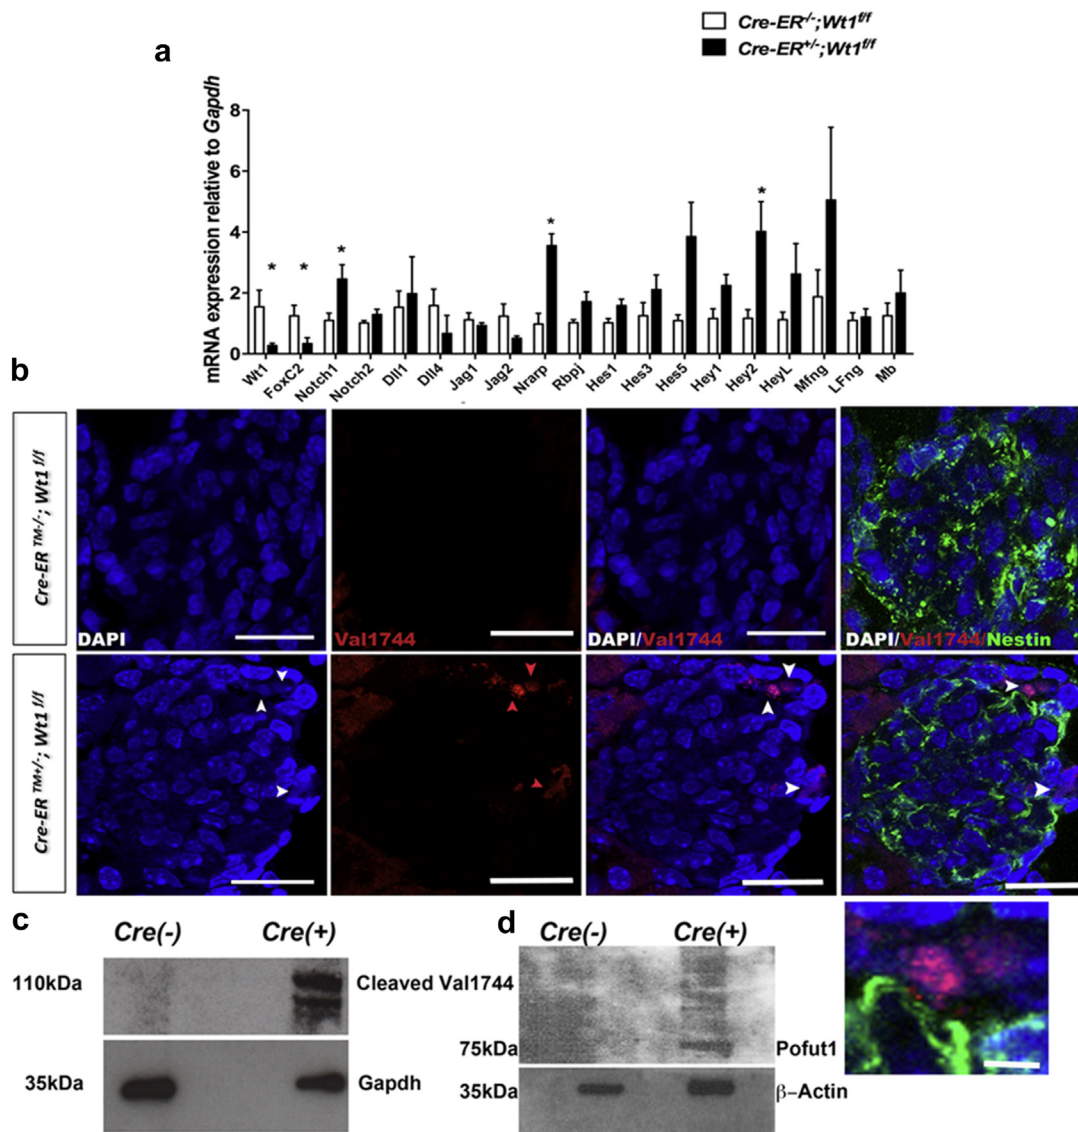 Cre-ER-/-;Wt1f/f
Cre-ER+/-;Wt1f/f
a
mRNA expression relative to Gapdh
8
6
4
2
0
*
*
*
*
*
Wt1
FoxC2
Notch1
Notch2
Dll1
Dll4
Jag1
Jag2
Nrarp
Rbpj
Hes1
Hes3
Hes5
Hey1
Hey2
HeyL
Mfng
LFng
Mb
b
Cre-ER TM-/-; Wt1 f/f
DAPI
Val1744
DAPI/Val1744
DAPI/Val1744/Nestin
Cre-ER TM+/-; Wt1 f/f
c
Cre(-)
Cre(+)
110kDa
Cleaved Val1744
35kDa
Gapdh
d
Cre(-)
Cre(+)
75kDa
Pofut1
35kDa
β-Actin